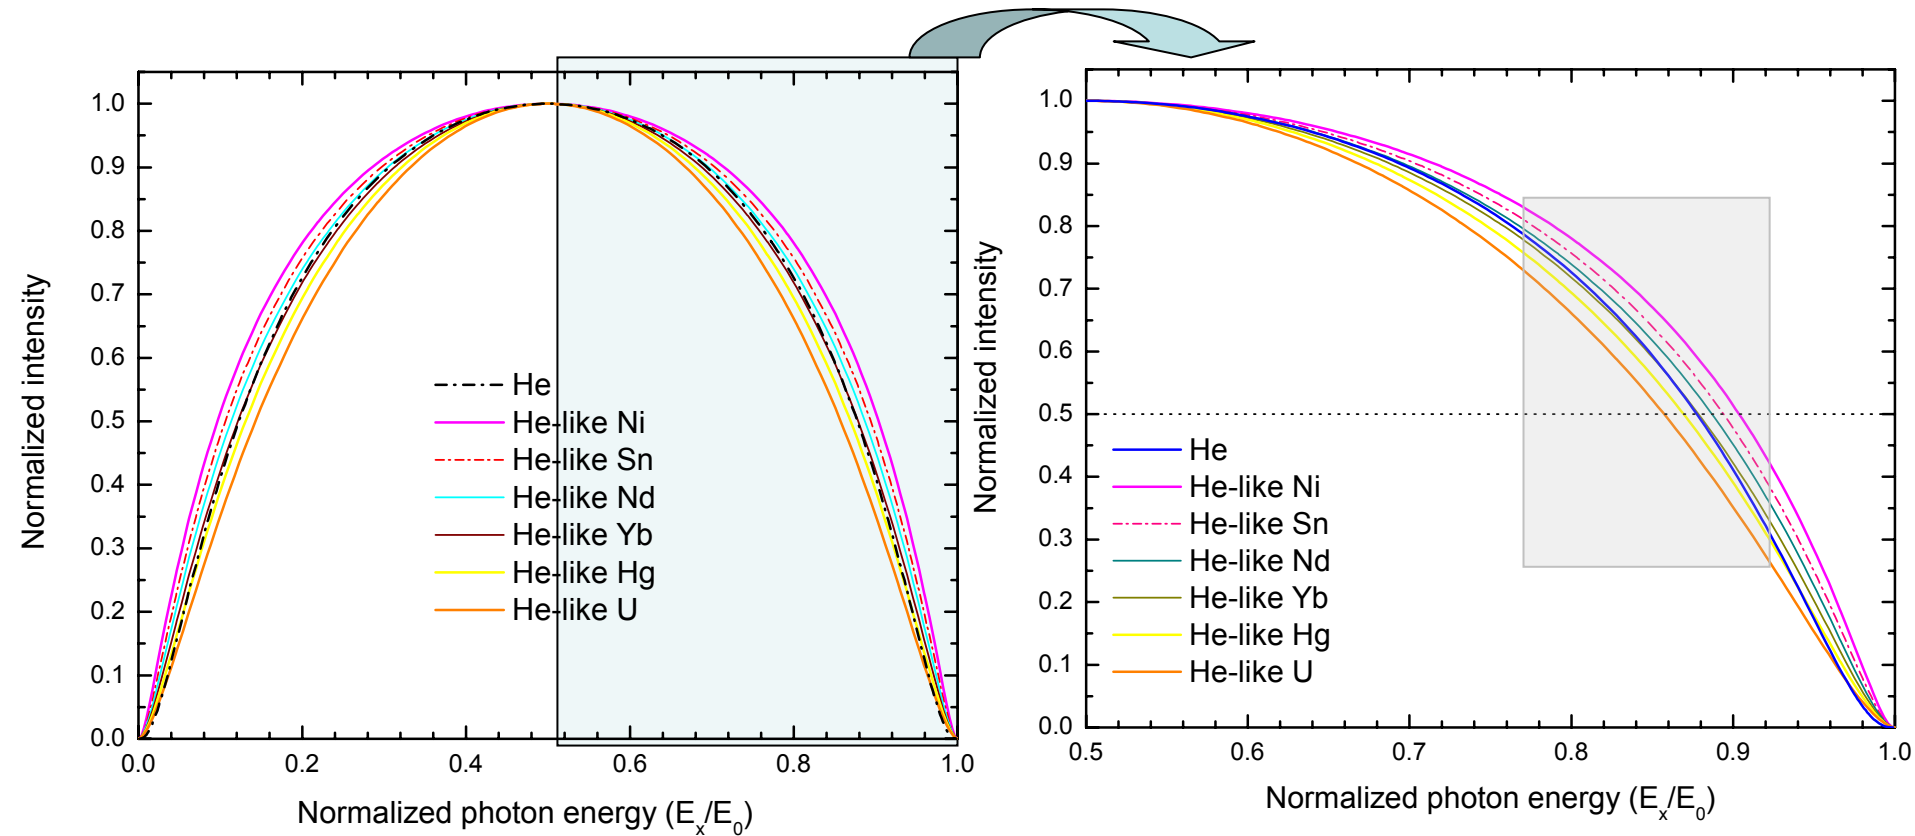 1.0
0.9
0.8
0.7
0.6
0.5
0.4
0.3
0.2
0.1
0.0
Normalized intensity
0.0 0.2 0.4 0.6 0.8 1.0
Normalized photon energy (Eₓ/E₀)
He
He-like Ni
He-like Sn
He-like Nd
He-like Yb
He-like Hg
He-like U
1.0
0.9
0.8
0.7
0.6
0.5
0.4
0.3
0.2
0.1
0.0
Normalized intensity
0.5 0.6 0.7 0.8 0.9 1.0
Normalized photon energy (Eₓ/E₀)
He
He-like Ni
He-like Sn
He-like Nd
He-like Yb
He-like Hg
He-like U